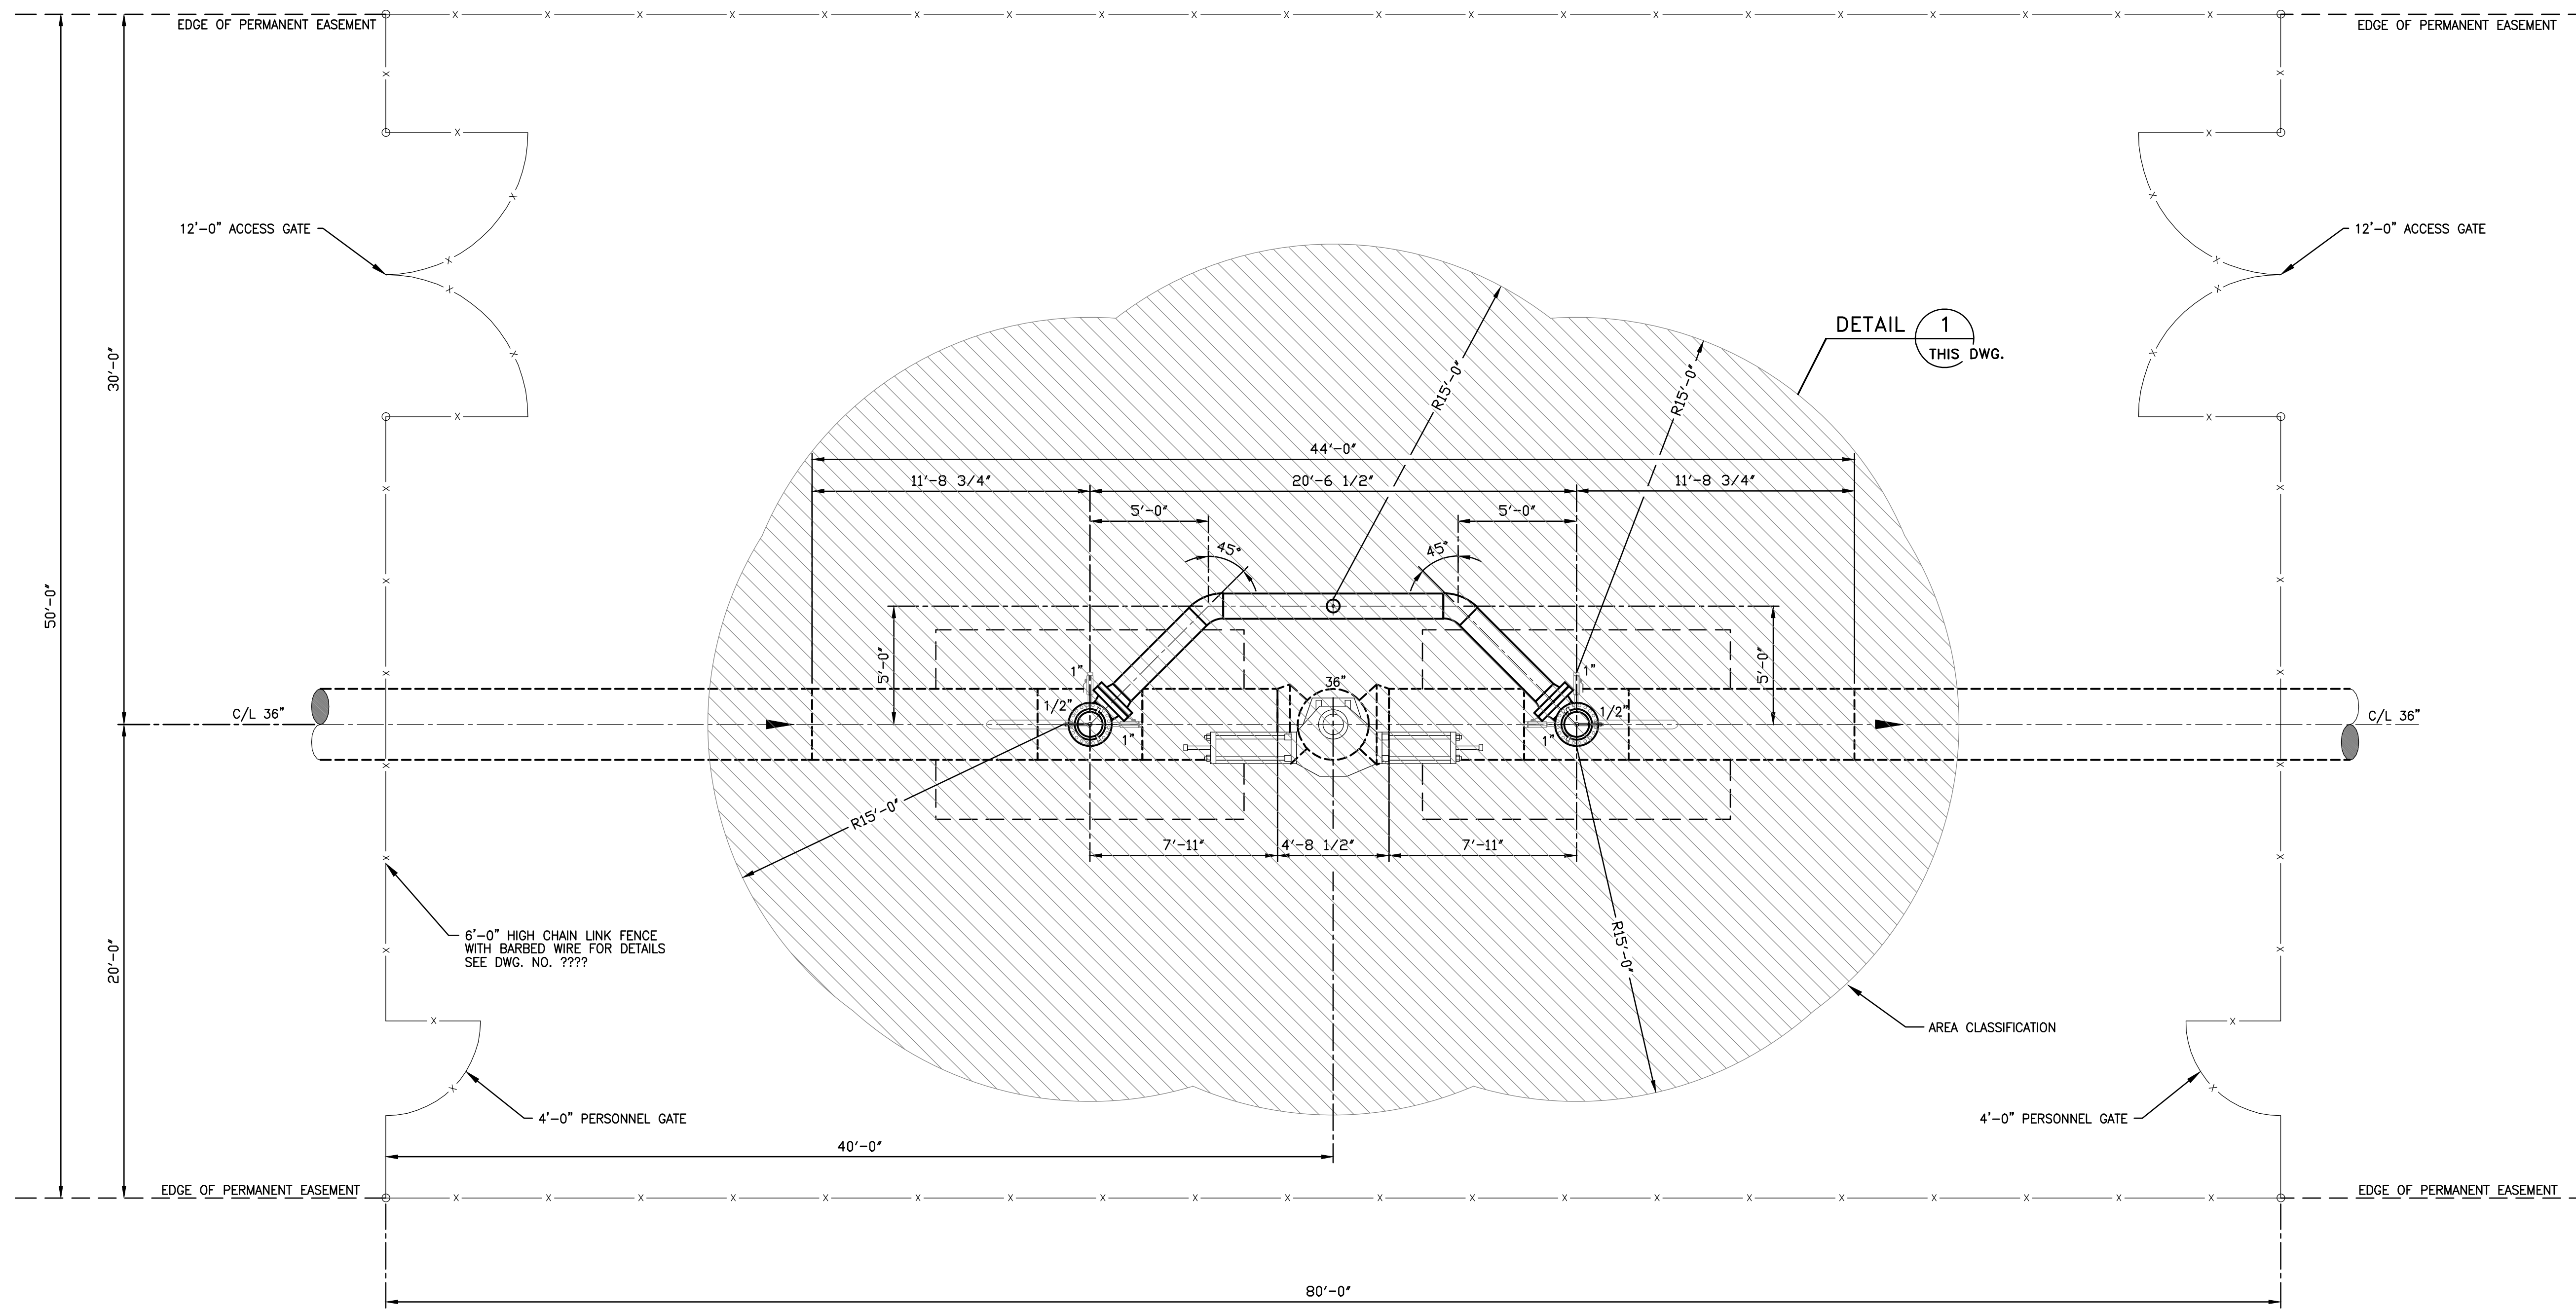 EDGE OF PERMANENT EASEMENT
EDGE OF PERMANENT EASEMENT
12'-0" ACCESS GATE
12'-0" ACCESS GATE
DETAIL 1
THIS DWG.
50'-0"
30'-0"
R15'-0"
R15'-0"
44'-0"
11'-8 3/4"
20'-6 1/2"
11'-8 3/4"
5'-0"
5'-0"
45°
45°
5'-0"
5'-0"
1"
36"
1"
C/L 36"
1/2"
1/2"
C/L 36"
1"
1"
R15'-0"
7'-11"
4'-8 1/2"
7'-11"
20'-0"
6'-0" HIGH CHAIN LINK FENCE
WITH BARBED WIRE FOR DETAILS
SEE DWG. NO. ????
R15'-0"
AREA CLASSIFICATION
4'-0" PERSONNEL GATE
4'-0" PERSONNEL GATE
40'-0"
EDGE OF PERMANENT EASEMENT
EDGE OF PERMANENT EASEMENT
80'-0"